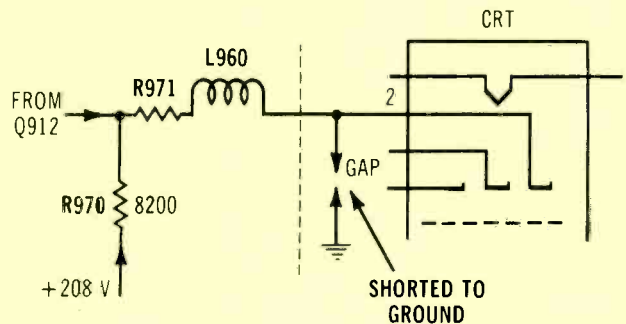 CRT
L960
R971
2
FROM
Q912
GAP
R970
8200
+208 V
SHORTED TO
GROUND